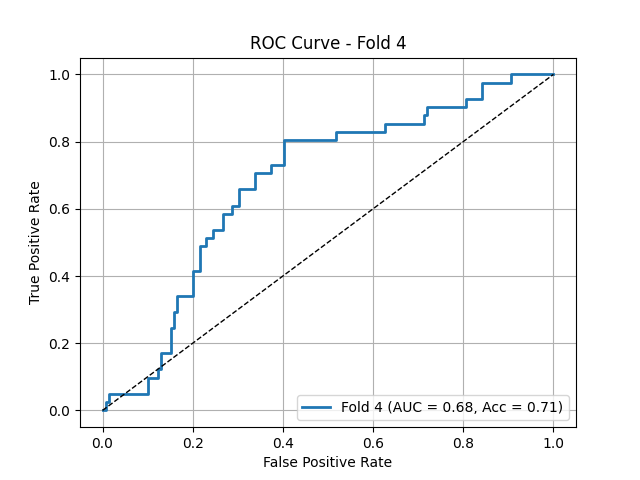 ROC Curve - Fold 4
True Positive Rate
1.0
0.8
0.6
0.4
0.2
0.0
Fold 4 (AUC = 0.68, Acc = 0.71)
0.0 0.2 0.4 0.6 0.8 1.0
False Positive Rate